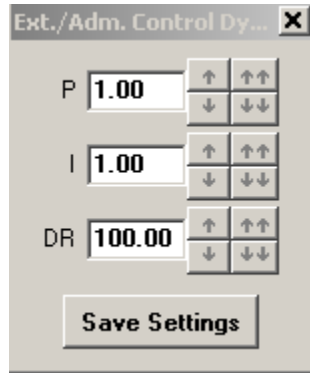 Ext./Adm. Control Dy...
P 1.00
I 1.00
DR 100.00
Save Settings